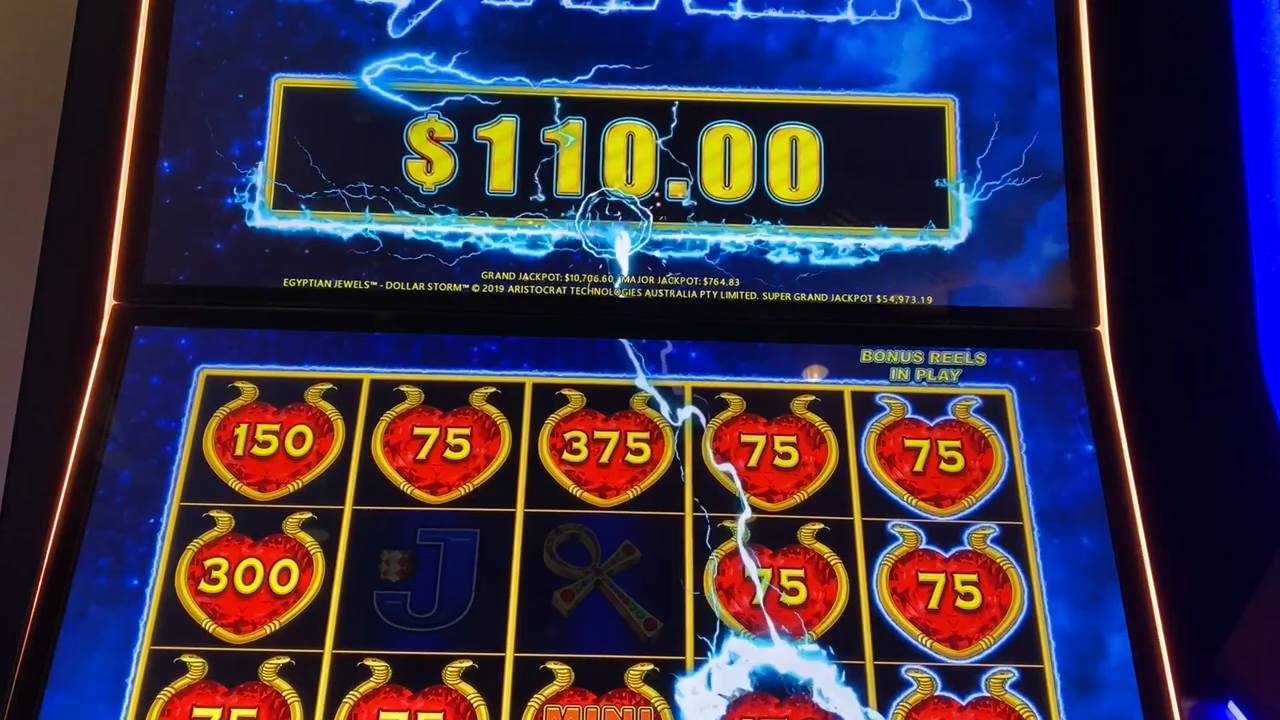 $110.00
GRAND JACKPOT: $10,706.60 MAJOR JACKPOT: $764.83
EGYPTIAN JEWELS™ - DOLLAR STORM™ © 2019 ARISTOCRAT TECHNOLOGIES AUSTRALIA PTY LIMITED. SUPER GRAND JACKPOT $54,973.19
BONUS REELS
IN PLAY
150 75 375 75 75
300 J 75 75
75 75 MINI